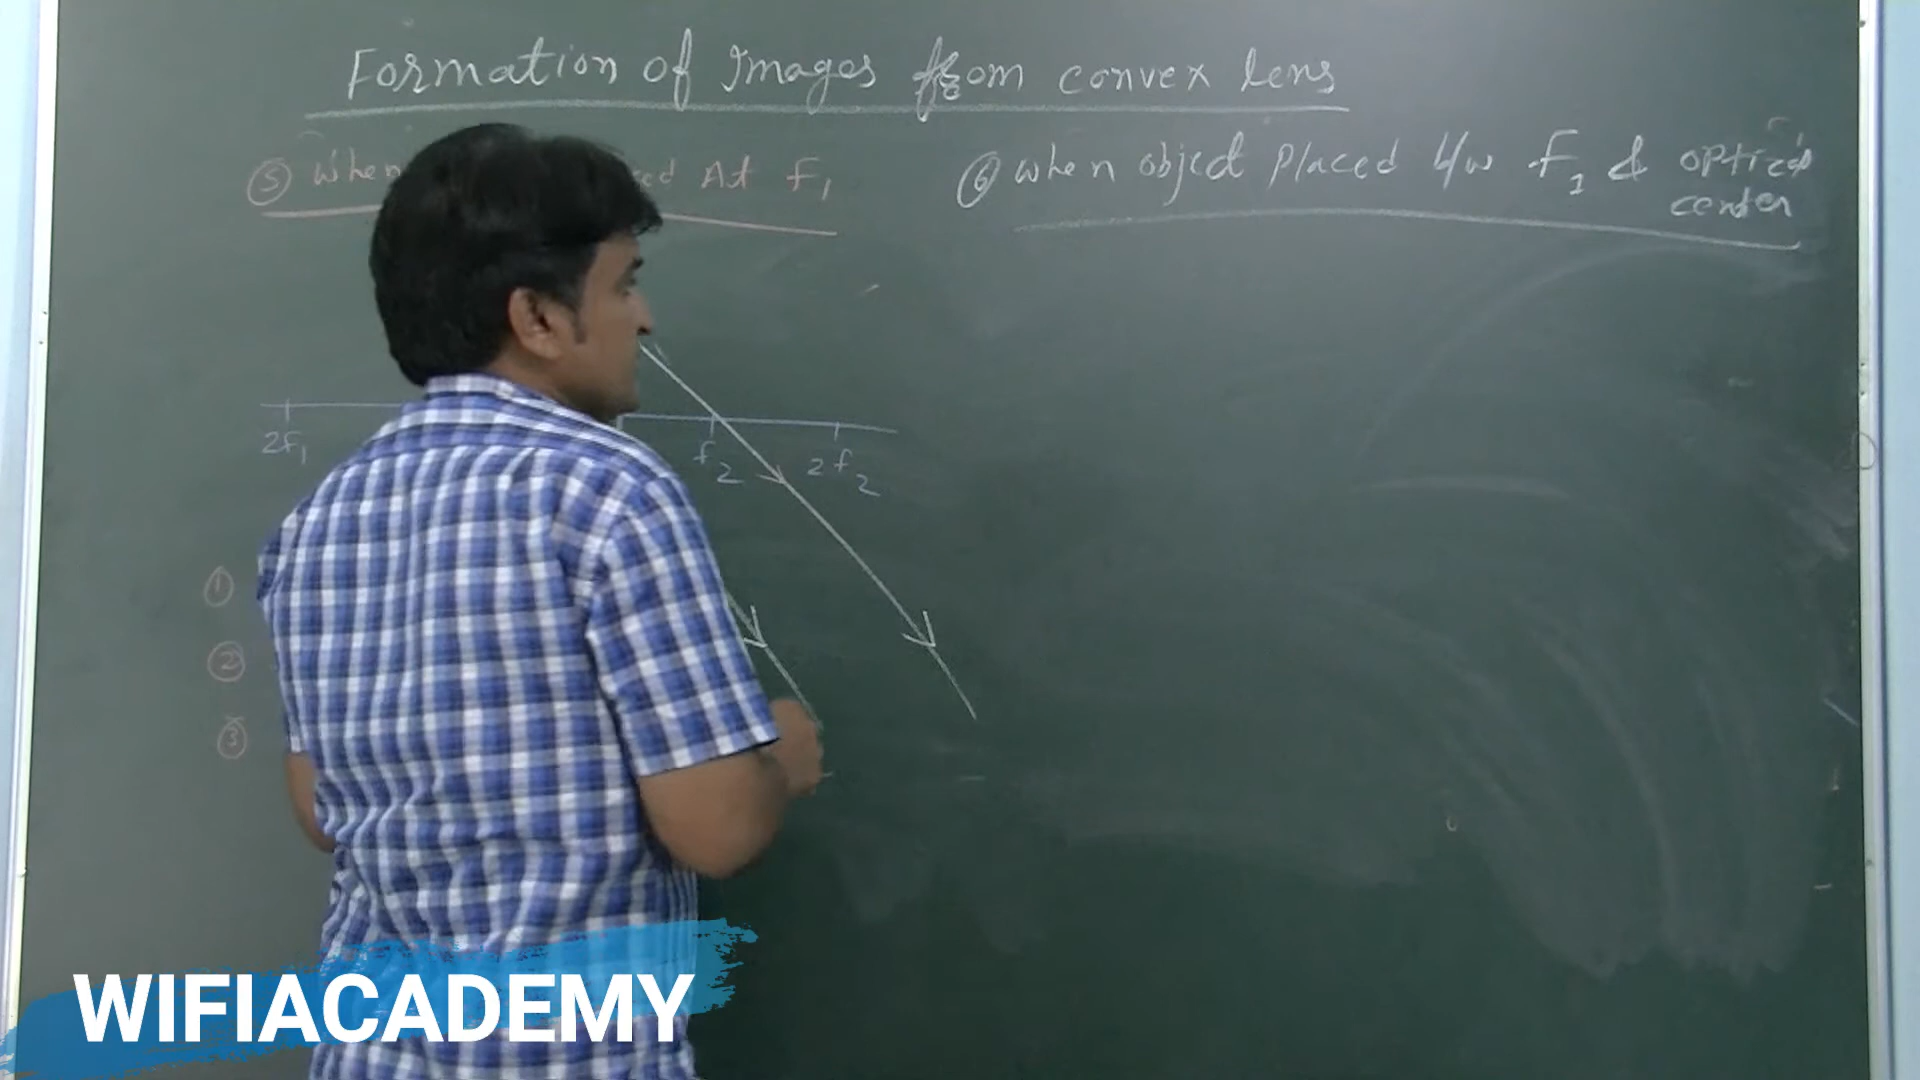 Formation of Images from convex lens
⑤ When ced At F1
⑥ when object placed b/w F1 & optical center
2F1
F2
2F2
①
②
③
WIFIACADEMY